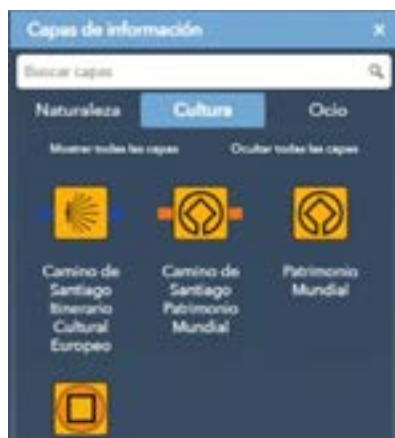 Capas de información ×
Buscar capas
Naturaleza Cultura Ocio
Mostrar todas las capas Ocultar todas las capas
Camino de Santiago Itinerario Cultural Europeo
Camino de Santiago Patrimonio Mundial
Patrimonio Mundial